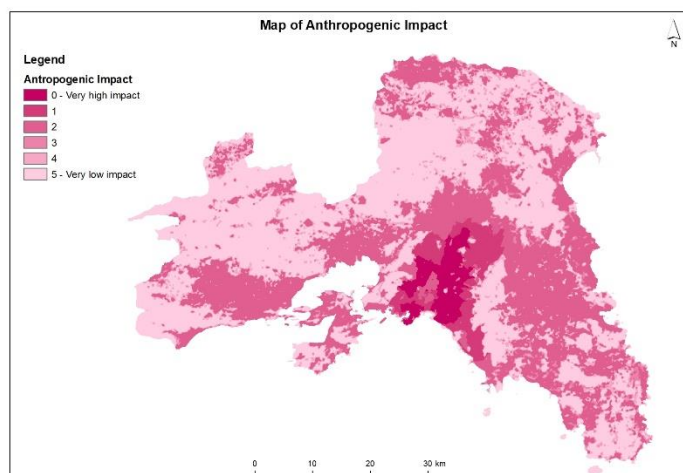 Map of Anthropogenic Impact
N
Legend
Antropogenic Impact
0 - Very high impact
1
2
3
4
5 - Very low impact
0 10 20 30 km